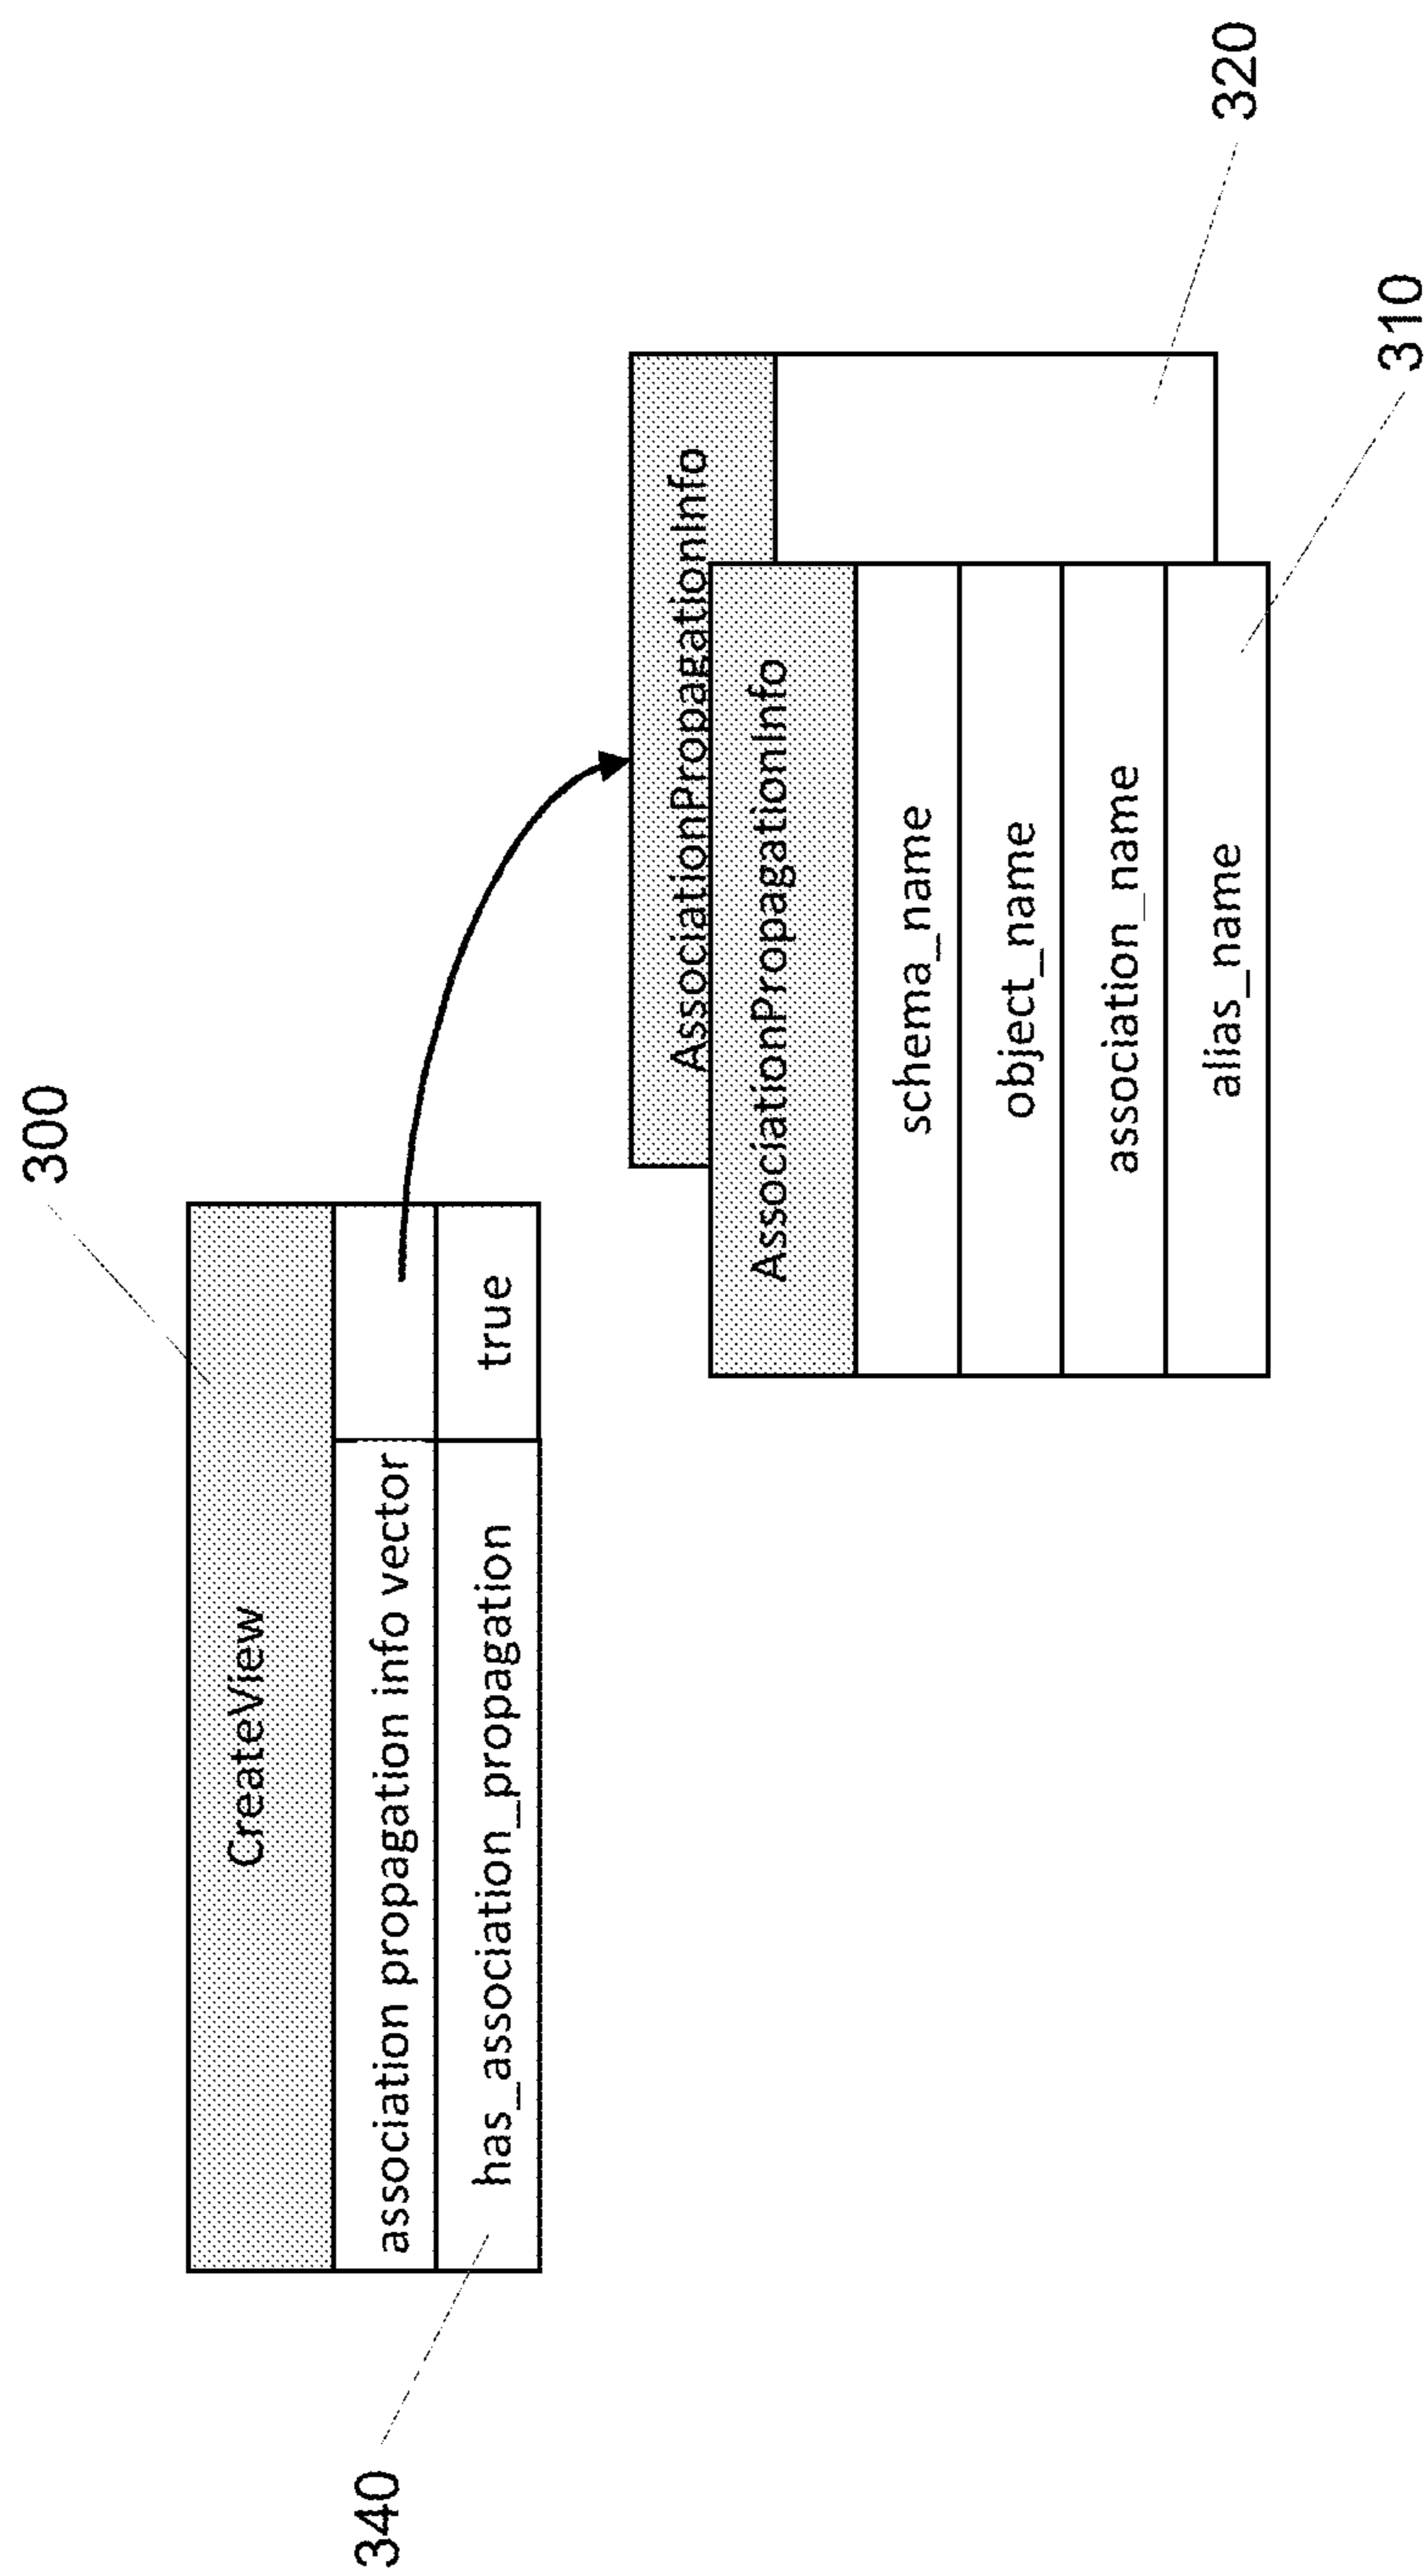 300
CreateView
association propagation info vector
has_association_propagation
true
340
AssociationPropagationInfo
AssociationPropagationInfo
schema_name
object_name
association_name
alias_name
320
310